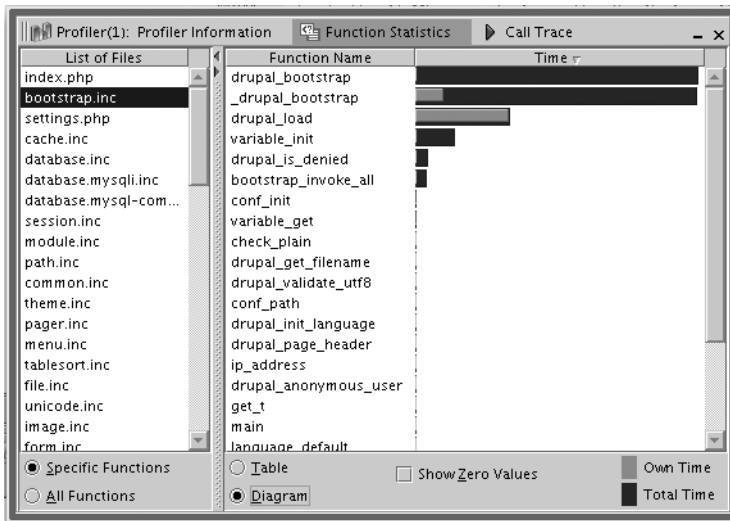 Profiler(1): Profiler Information
Function Statistics
Call Trace
List of Files
index.php
bootstrap.inc
settings.php
cache.inc
database.inc
database.mysqli.inc
database.mysql-com...
session.inc
module.inc
path.inc
common.inc
theme.inc
pager.inc
menu.inc
tablesort.inc
file.inc
unicode.inc
image.inc
form.inc
Specific Functions
All Functions
Function Name
Time
drupal_bootstrap
_drupal_bootstrap
drupal_load
variable_init
drupal_is_denied
bootstrap_invoke_all
conf_init
variable_get
check_plain
drupal_get_filename
drupal_validate_utf8
conf_path
drupal_init_language
drupal_page_header
ip_address
drupal_anonymous_user
get_t
main
language_default
Table
Diagram
Show Zero Values
Own Time
Total Time